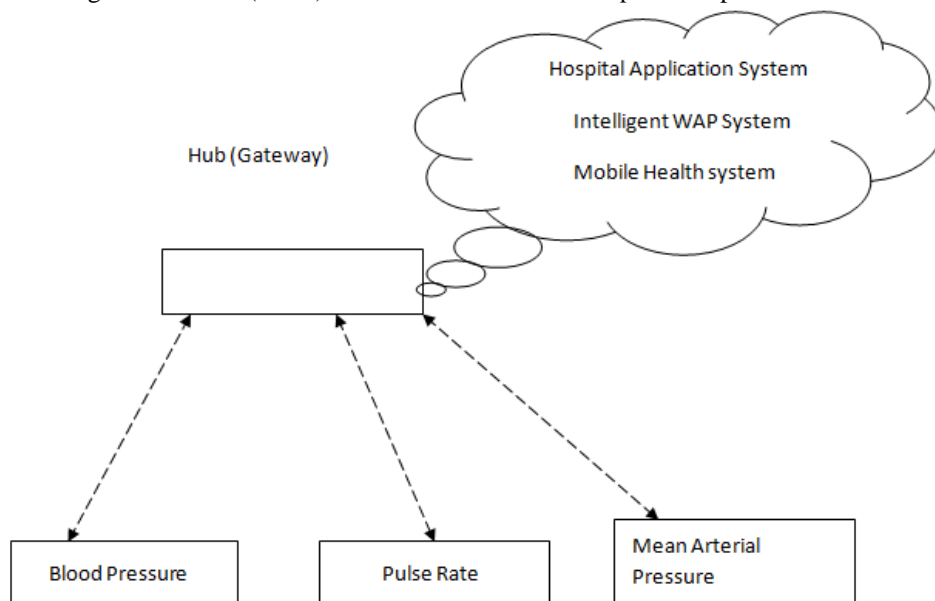 Hospital Application System
Intelligent WAP System
Hub (Gateway)
Mobile Health system
Blood Pressure
Pulse Rate
Mean Arterial
Pressure